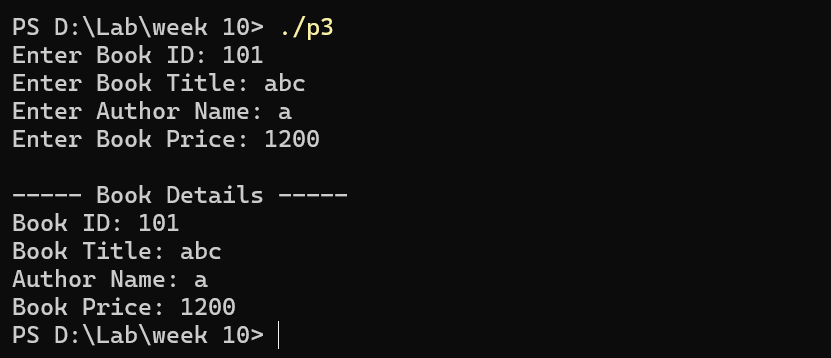 PS D:\Lab\week 10> ./p3
Enter Book ID: 101
Enter Book Title: abc
Enter Author Name: a
Enter Book Price: 1200
----- Book Details -----
Book ID: 101
Book Title: abc
Author Name: a
Book Price: 1200
PS D:\Lab\week 10>